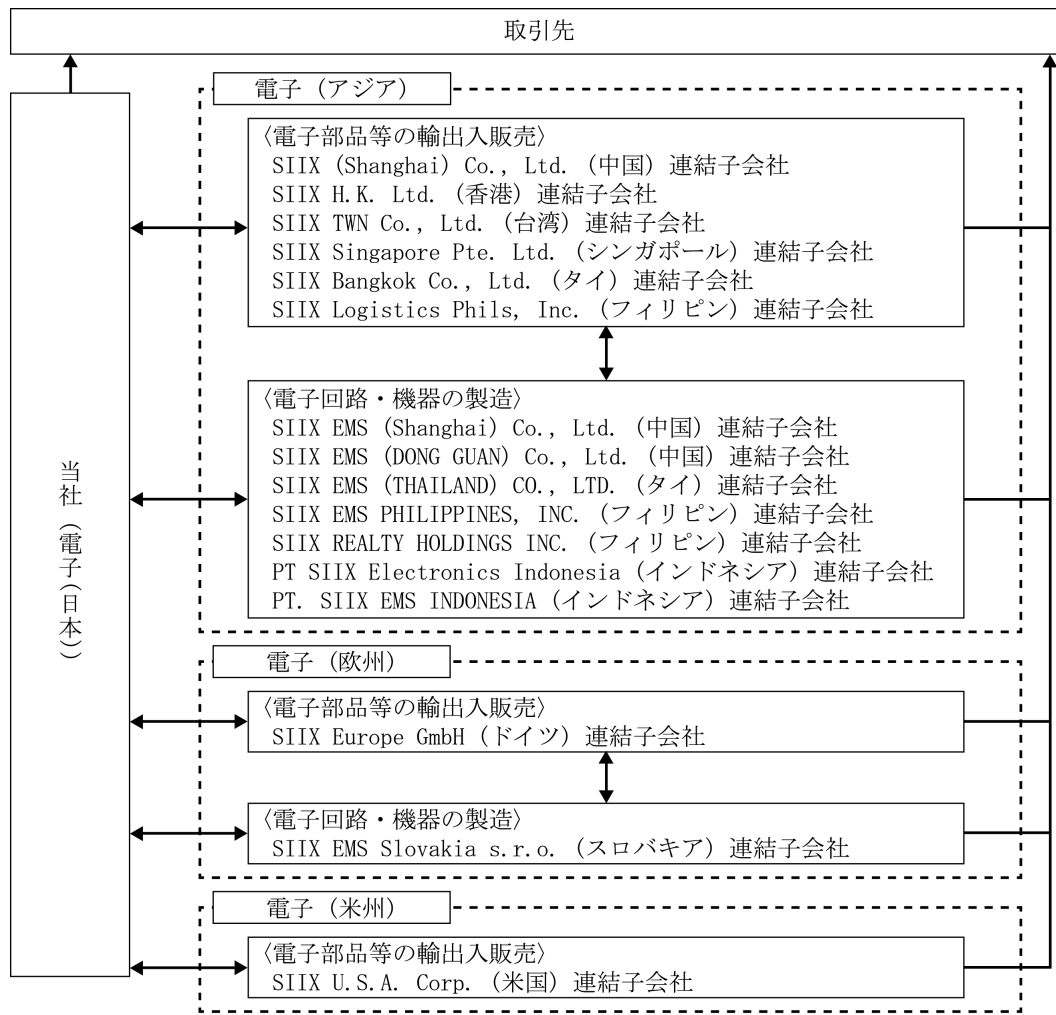 取引先
当社（電子（日本））
電子（アジア）
〈電子部品等の輸出入販売〉
SIIX (Shanghai) Co., Ltd.（中国）連結子会社
SIIX H.K. Ltd.（香港）連結子会社
SIIX TWN Co., Ltd.（台湾）連結子会社
SIIX Singapore Pte. Ltd.（シンガポール）連結子会社
SIIX Bangkok Co., Ltd.（タイ）連結子会社
SIIX Logistics Phils, Inc.（フィリピン）連結子会社
〈電子回路・機器の製造〉
SIIX EMS (Shanghai) Co., Ltd.（中国）連結子会社
SIIX EMS (DONG GUAN) Co., Ltd.（中国）連結子会社
SIIX EMS (THAILAND) CO., LTD.（タイ）連結子会社
SIIX EMS PHILIPPINES, INC.（フィリピン）連結子会社
SIIX REALTY HOLDINGS INC.（フィリピン）連結子会社
PT SIIX Electronics Indonesia（インドネシア）連結子会社
PT. SIIX EMS INDONESIA（インドネシア）連結子会社
電子（欧州）
〈電子部品等の輸出入販売〉
SIIX Europe GmbH（ドイツ）連結子会社
〈電子回路・機器の製造〉
SIIX EMS Slovakia s.r.o.（スロバキア）連結子会社
電子（米州）
〈電子部品等の輸出入販売〉
SIIX U.S.A. Corp.（米国）連結子会社